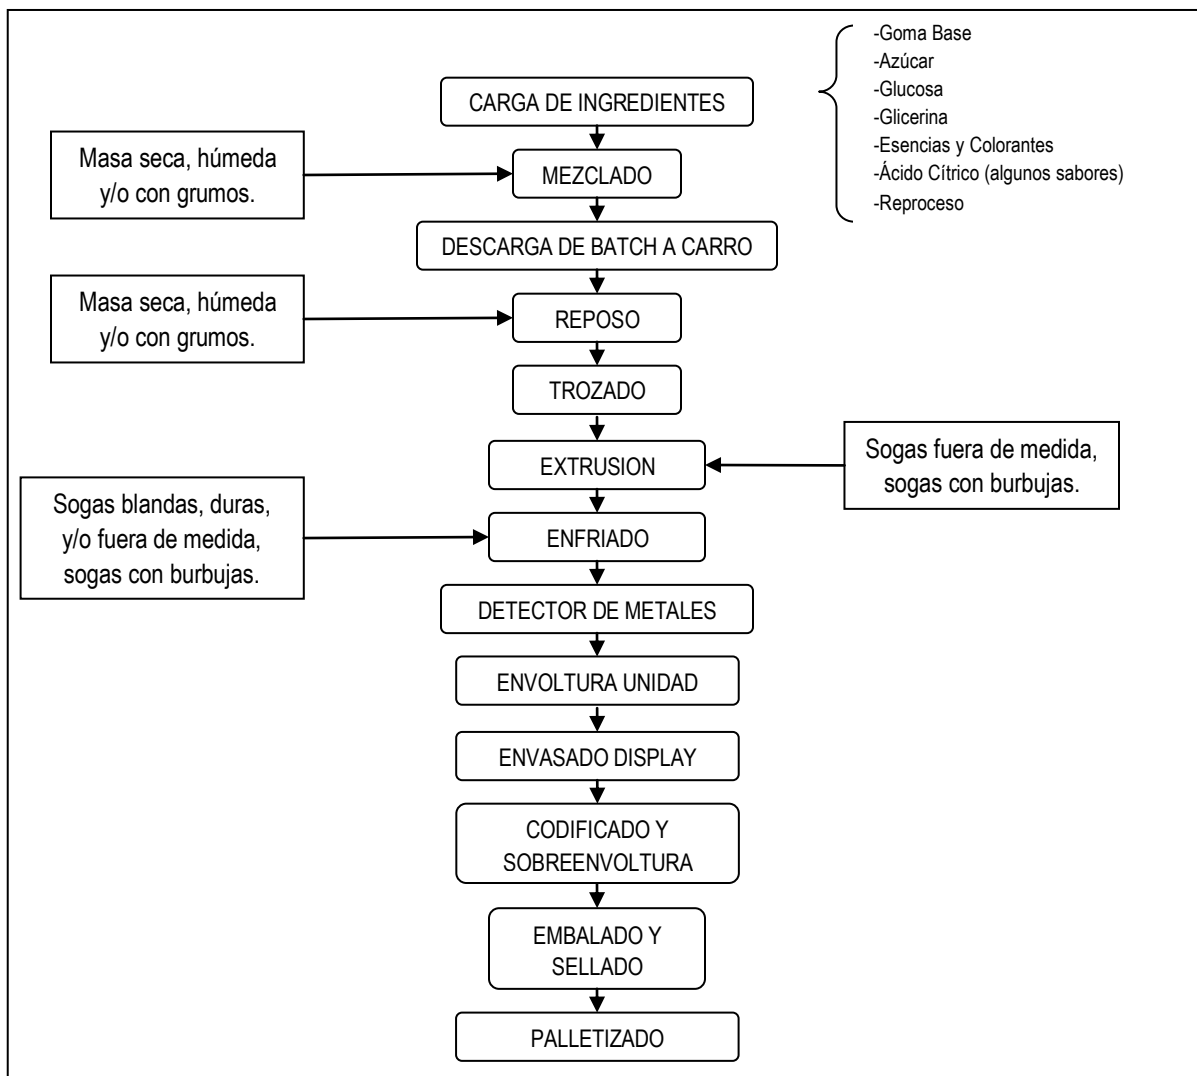 -Goma Base
-Azúcar
-Glucosa
-Glicerina
-Esencias y Colorantes
-Ácido Cítrico (algunos sabores)
-Reproceso
CARGA DE INGREDIENTES
Masa seca, húmeda
y/o con grumos.
MEZCLADO
DESCARGA DE BATCH A CARRO
Masa seca, húmeda
y/o con grumos.
REPOSO
TROZADO
EXTRUSION
Sogas fuera de medida,
sogas con burbujas.
Sogas blandas, duras,
y/o fuera de medida,
sogas con burbujas.
ENFRIADO
DETECTOR DE METALES
ENVOLTURA UNIDAD
ENVASADO DISPLAY
CODIFICADO Y
SOBREENVOLTURA
EMBALADO Y
SELLADO
PALLETIZADO